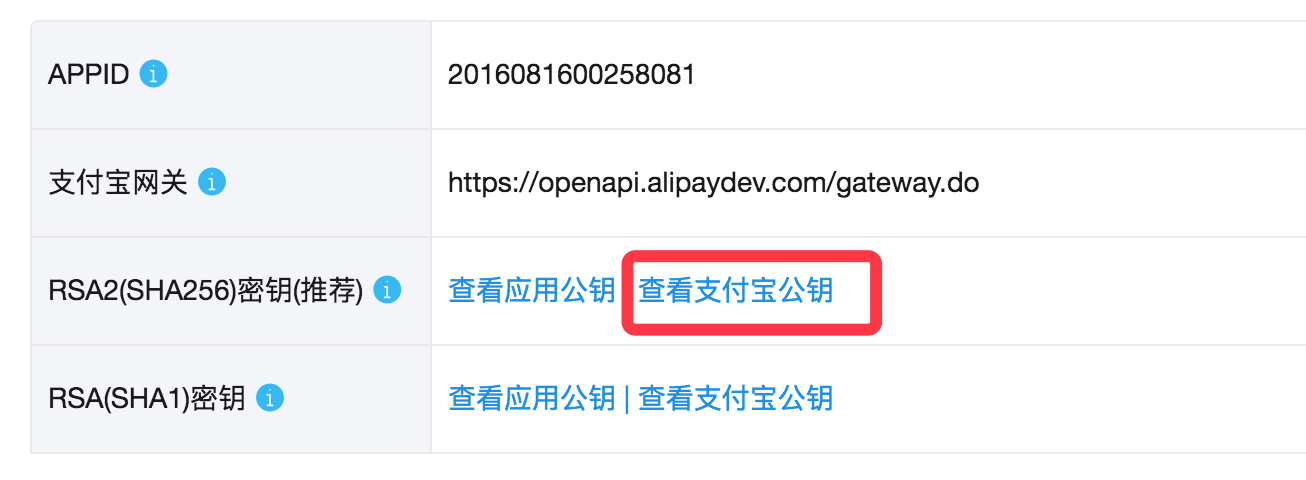 APPID
2016081600258081
支付宝网关
https://openapi.alipaydev.com/gateway.do
RSA2(SHA256)密钥(推荐)
查看应用公钥 查看支付宝公钥
RSA(SHA1)密钥
查看应用公钥 | 查看支付宝公钥